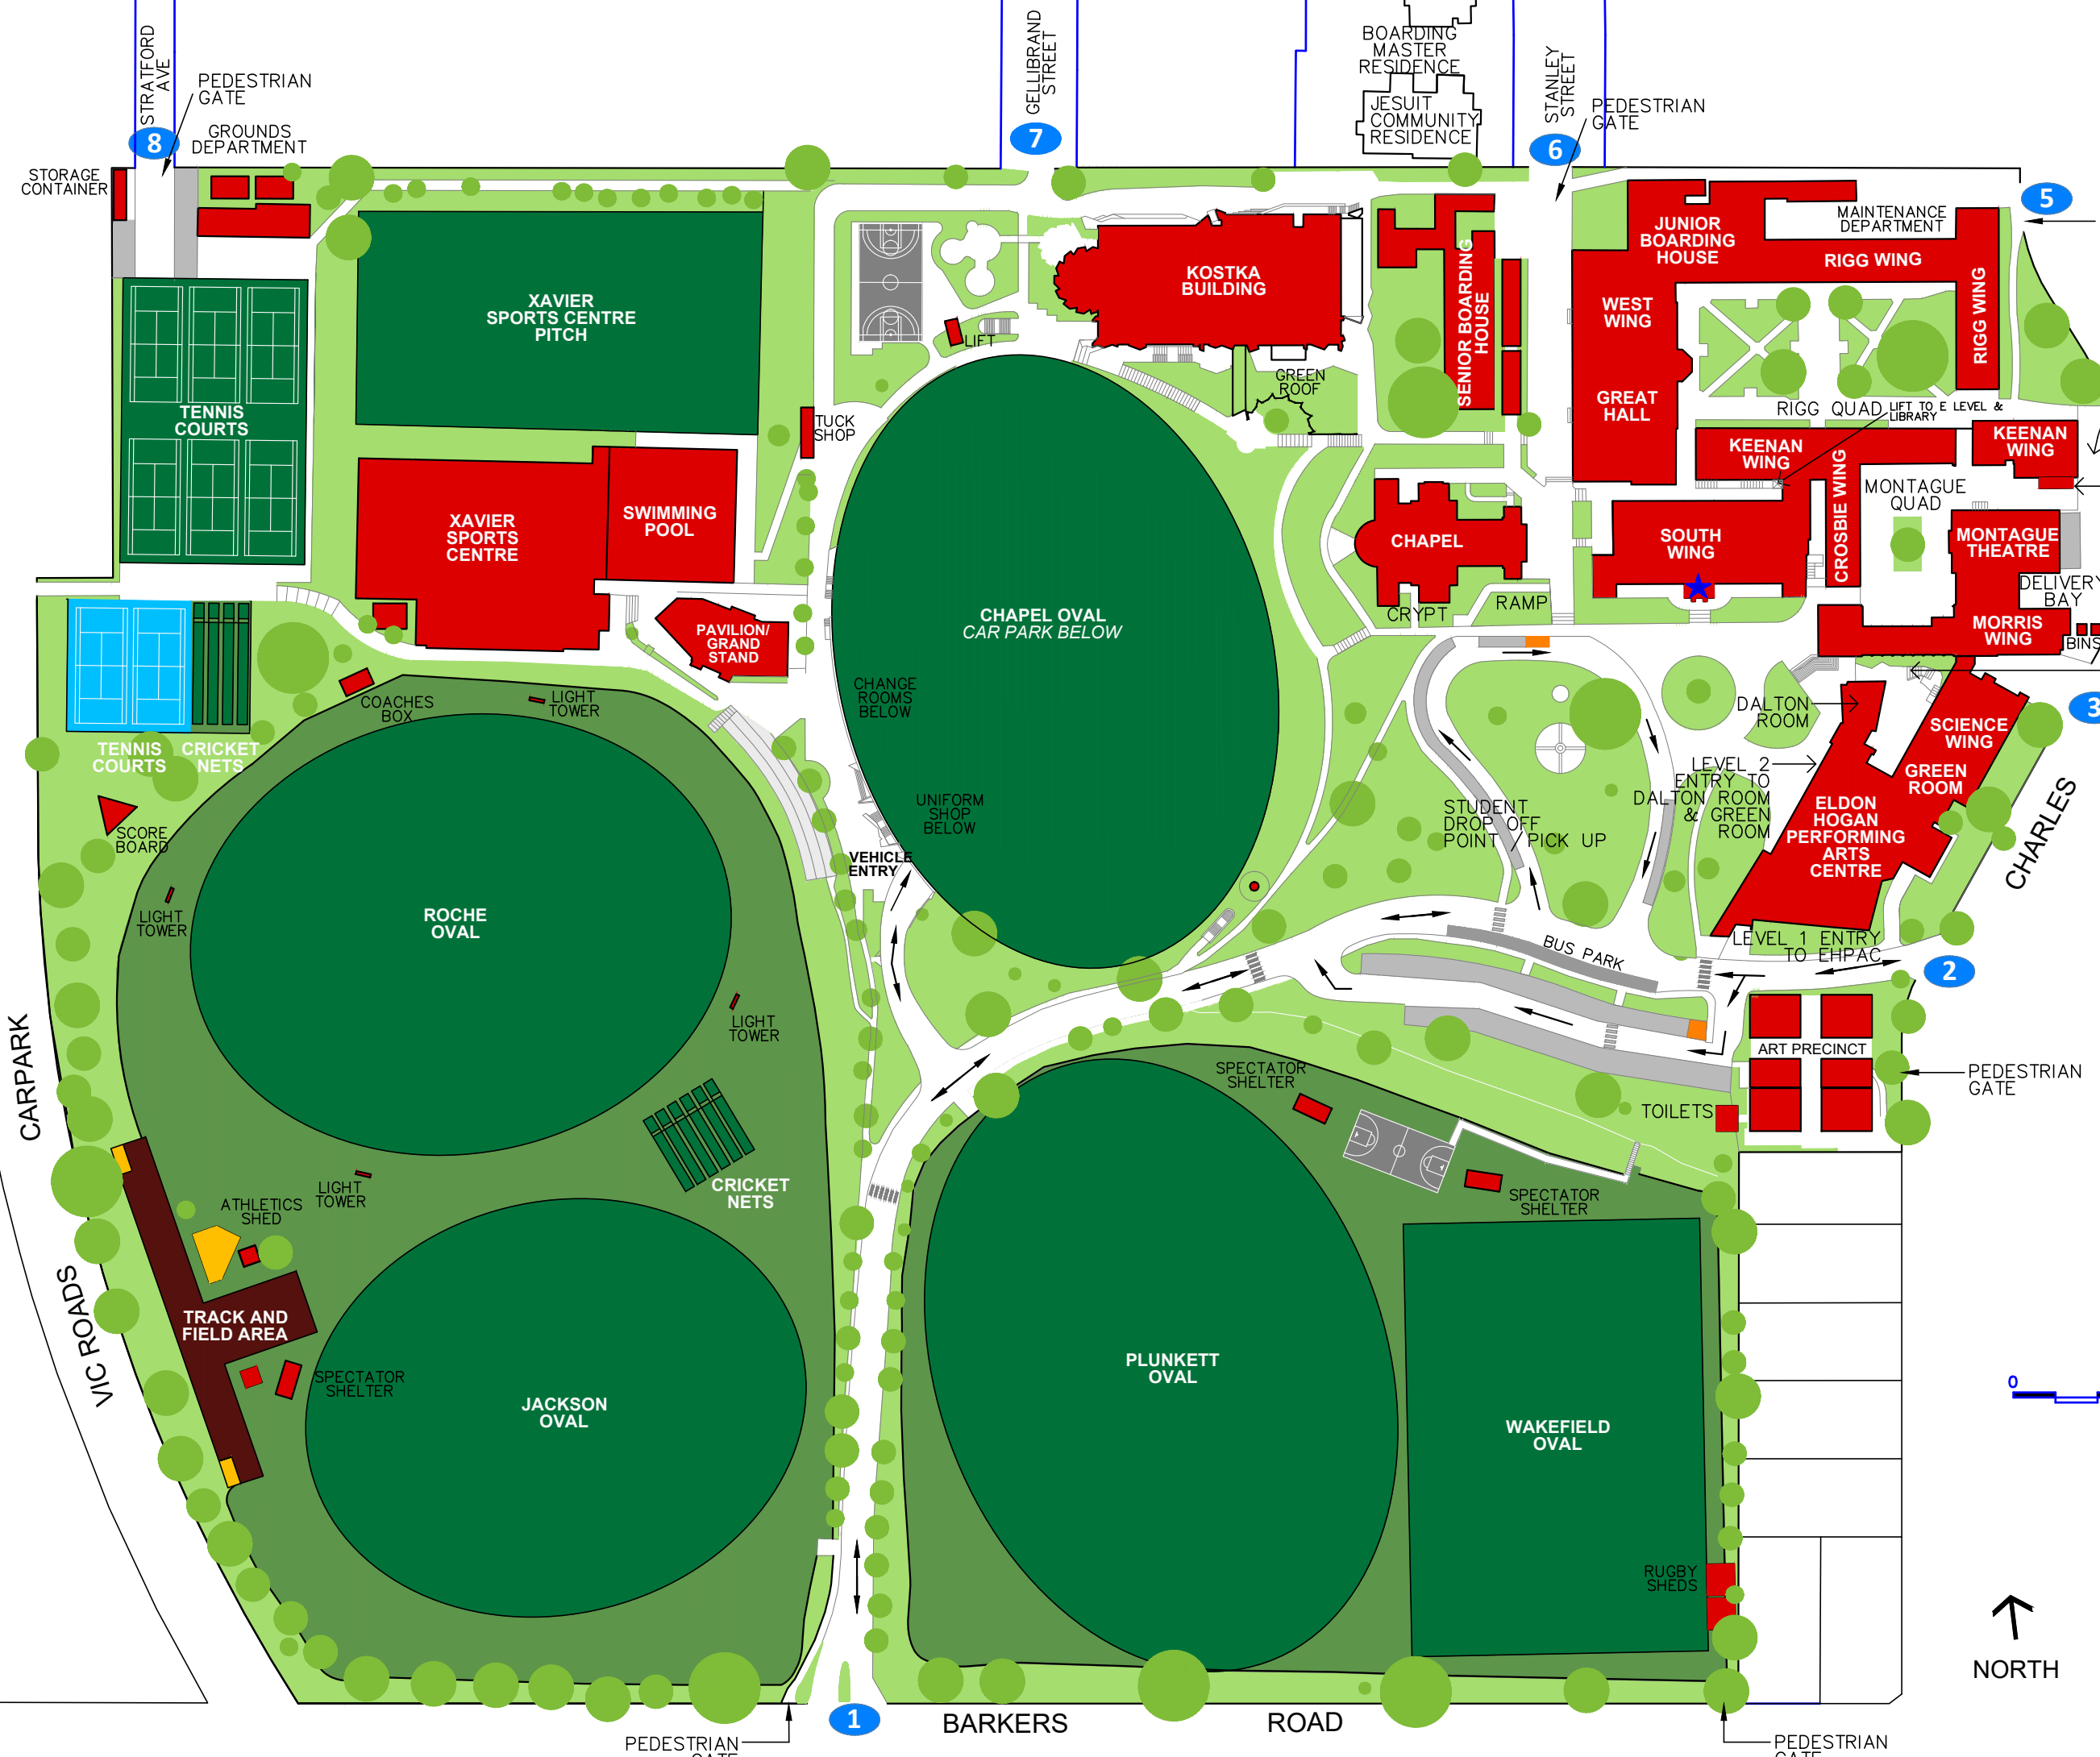 STRATFORD
AVE
PEDESTRIAN
GATE
8
GROUNDS
DEPARTMENT
STORAGE
CONTAINER
GELLIBRAND
STREET
7
BOARDING
MASTER
RESIDENCE
JESUIT
COMMUNITY
RESIDENCE
STANLEY
STREET
PEDESTRIAN
GATE
6
5
JUNIOR
BOARDING
HOUSE
MAINTENANCE
DEPARTMENT
RIGG WING
RIGG WING
WEST
WING
GREAT
HALL
XAVIER
SPORTS CENTRE
PITCH
KOSTKA
BUILDING
LIFT
SENIOR BOARDING
HOUSE
GREEN
ROOF
TENNIS
COURTS
TUCK
SHOP
RIGG QUAD
LIFT TO E LEVEL &
LIBRARY
KEENAN
WING
KEENAN
WING
CROSBIE WING
MONTAGUE
QUAD
XAVIER
SPORTS
CENTRE
SWIMMING
POOL
CHAPEL
SOUTH
WING
MONTAGUE
THEATRE
DELIVERY
BAY
CRYPT
RAMP
CHAPEL OVAL
CAR PARK BELOW
PAVILION/
GRAND
STAND
MORRIS
WING
BINS
COACHES
BOX
LIGHT
TOWER
CHANGE
ROOMS
BELOW
DALTON
ROOM
SCIENCE
WING
3
TENNIS
COURTS
CRICKET
NETS
LEVEL 2
ENTRY TO
DALTON ROOM
& GREEN
ROOM
GREEN
ROOM
SCORE
BOARD
UNIFORM
SHOP
BELOW
STUDENT
DROP OFF
POINT / PICK UP
ELDON
HOGAN
PERFORMING
ARTS
CENTRE
CHARLES
VEHICLE
ENTRY
LIGHT
TOWER
ROCHE
OVAL
BUS PARK
LEVEL 1 ENTRY
TO EHPAC
2
LIGHT
TOWER
ART PRECINCT
CARPARK
SPECTATOR
SHELTER
PEDESTRIAN
GATE
TOILETS
CRICKET
NETS
LIGHT
TOWER
ATHLETICS
SHED
SPECTATOR
SHELTER
TRACK AND
FIELD AREA
VIC ROADS
SPECTATOR
SHELTER
JACKSON
OVAL
PLUNKETT
OVAL
WAKEFIELD
OVAL
0
RUGBY
SHEDS
NORTH
1
BARKERS ROAD
PEDESTRIAN
GATE
PEDESTRIAN
GATE